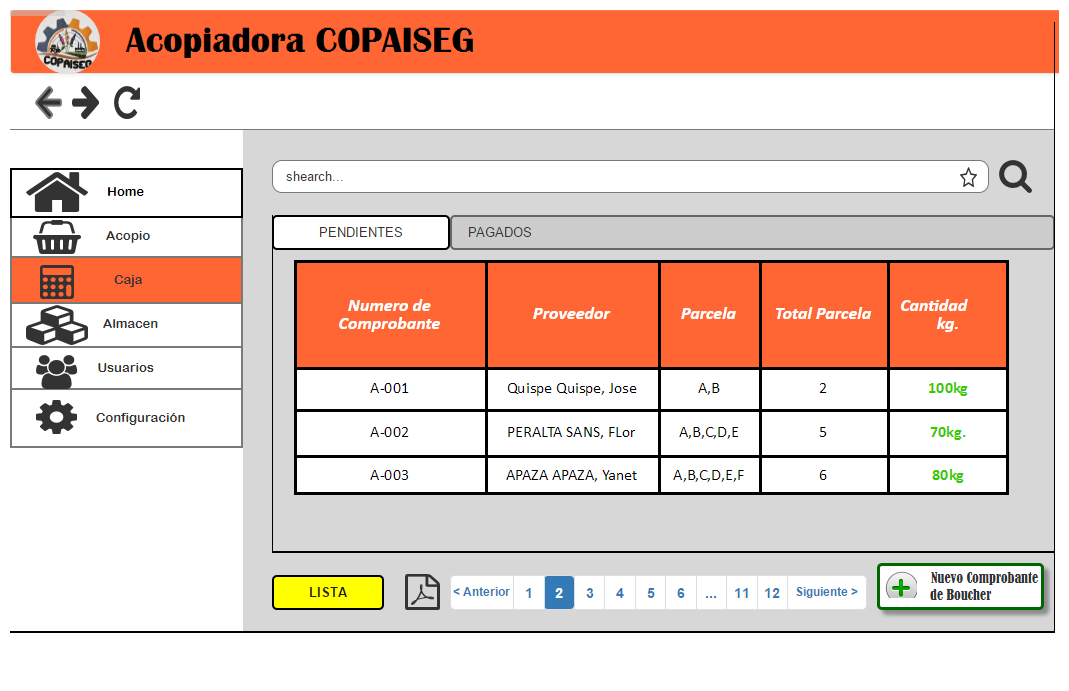 COPAISEG
Acopiadora COPAISEG
Home
Acopio
Caja
Almacen
Usuarios
Configuración
shearch...
PENDIENTES
PAGADOS
Numero de
Comprobante
Proveedor
Parcela
Total Parcela
Cantidad
kg.
A-001
Quispe Quispe, Jose
A,B
2
100kg
A-002
PERALTA SANS, FLor
A,B,C,D,E
5
70kg.
A-003
APAZA APAZA, Yanet
A,B,C,D,E,F
6
80kg
LISTA
< Anterior 1 2 3 4 5 6 ... 11 12 Siguiente >
Nuevo Comprobante
de Boucher